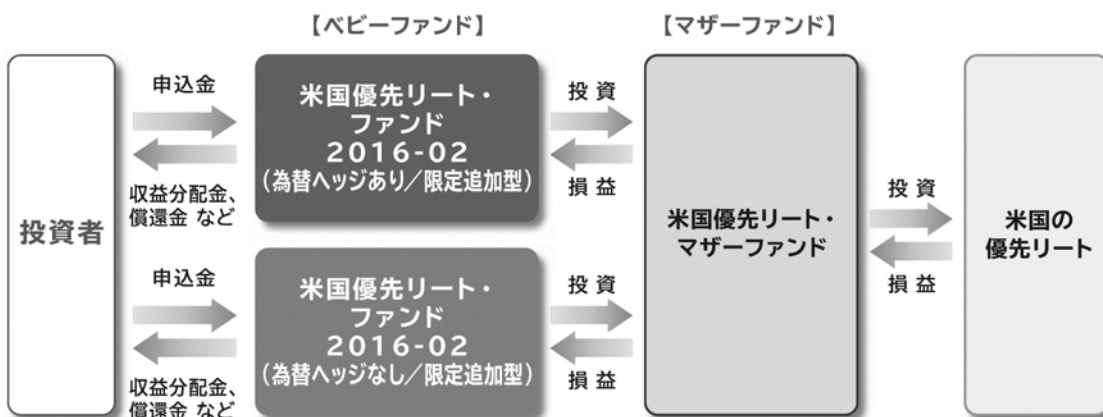 【ベビーファンド】
【マザーファンド】
投資者
申込金
収益分配金、
償還金 など
米国優先リート・
ファンド
2016-02
(為替ヘッジあり/限定追加型)
投 資
損 益
申込金
収益分配金、
償還金 など
米国優先リート・
ファンド
2016-02
(為替ヘッジなし/限定追加型)
投 資
損 益
米国優先リート・
マザーファンド
投 資
損 益
米国の
優先リート